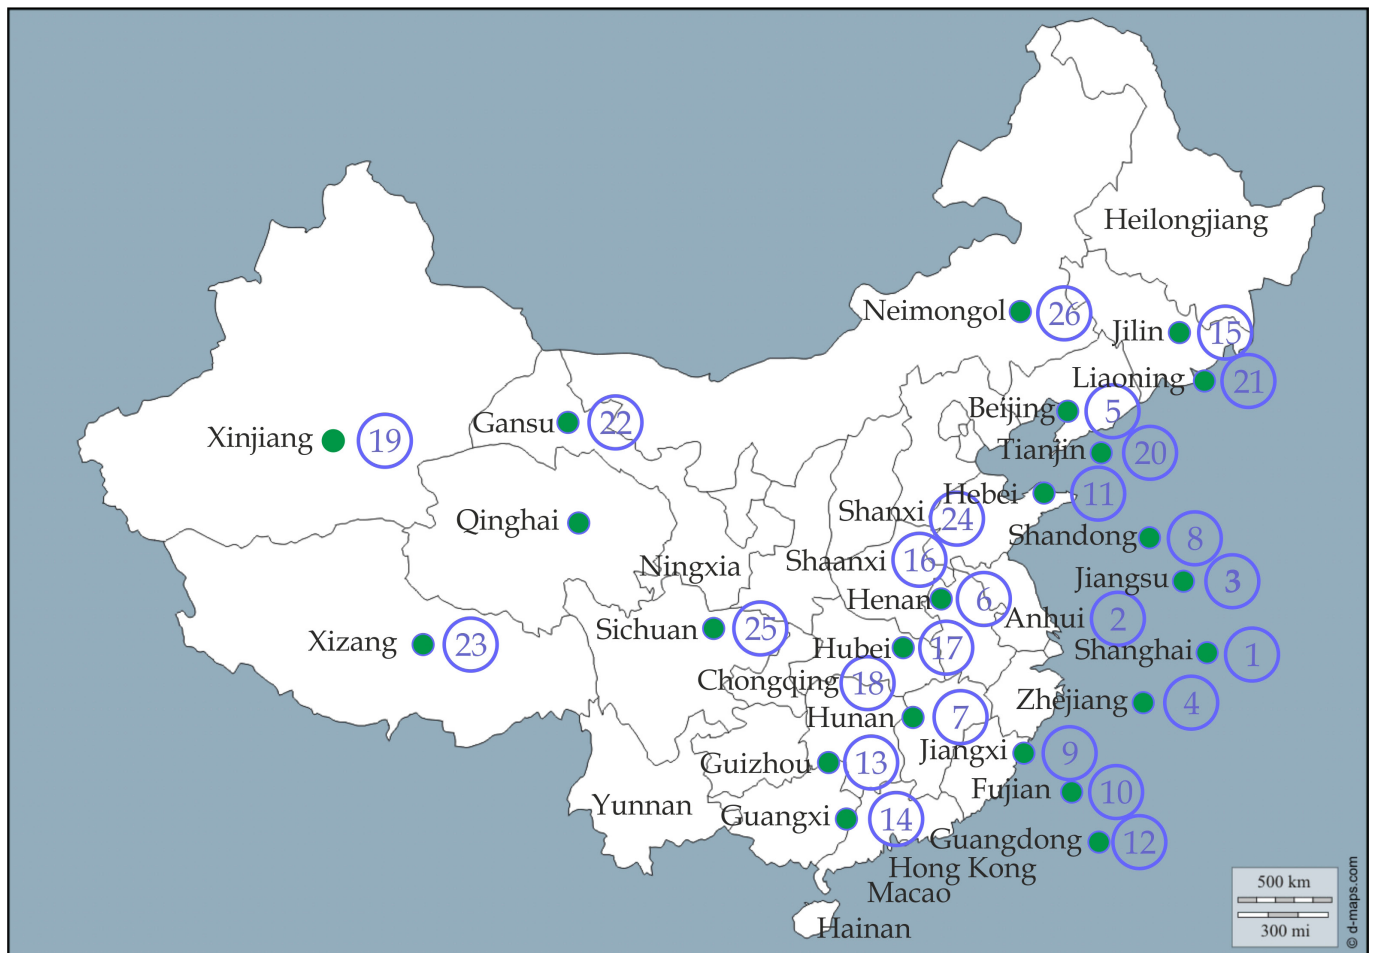 Heilongjiang
Neimongol 26
Jilin 15
Liaoning 21
Beijing 5
Gansu 22
Xinjiang 19
Tianjin 20
Hebei 11
Shanxi 24
Qinghai
Shandong 8
Shaanxi 16
Ningxia
Jiangsu 3
Henan 6
Anhui 2
Sichuan 25
Xizang 23
Hubei 17
Shanghai 1
Chongqing 18
Zhejiang 4
Hunan 7
Jiangxi 9
Guizhou 13
Fujian 10
Yunnan
Guangxi 14
Guangdong 12
Hong Kong
Macao
Hainan
500 km
300 mi
© d-maps.com